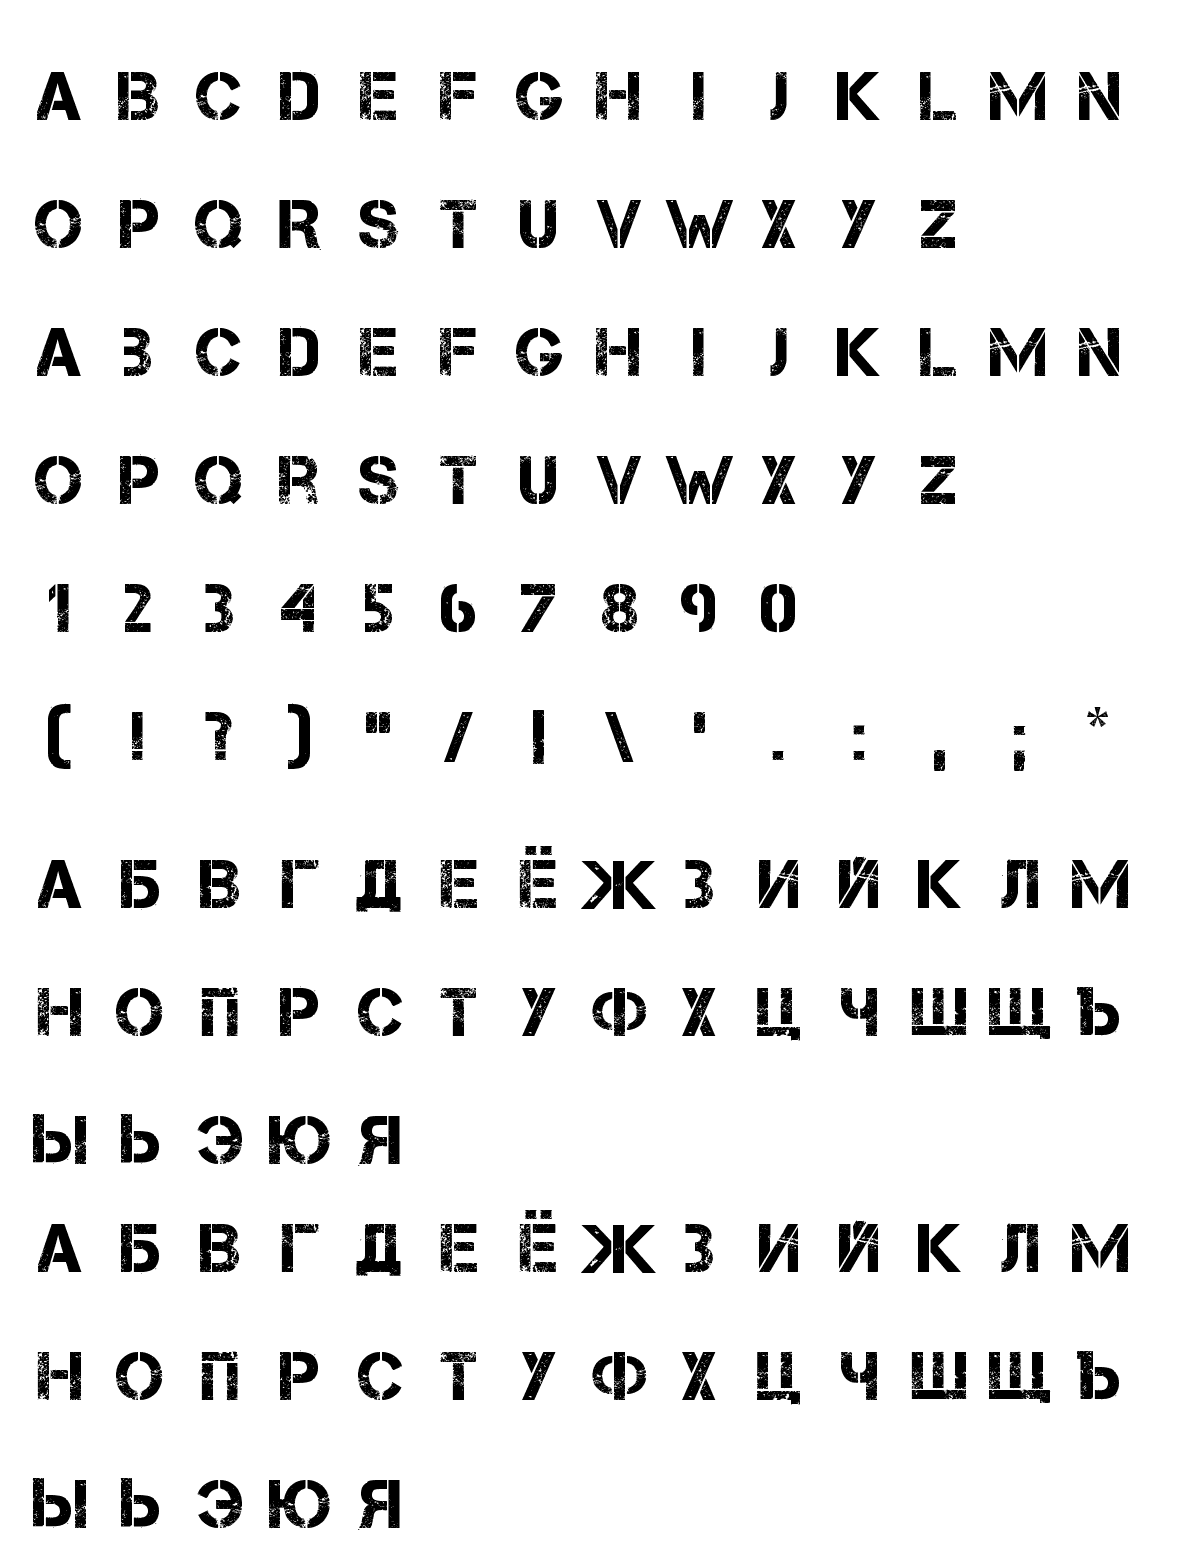 A B C D E F G H I J K L M N
O P Q R S T U V W X Y Z
A B C D E F G H I J K L M N
O P Q R S T U V W X Y Z
1 2 3 4 5 6 7 8 9 0
( ! ? ) " / | \ ' . : , ; *
А Б В Г Д Е Ё Ж З И Й К Л М
Н О П Р С Т У Ф Х Ц Ч Ш Щ Ъ
Ы Ь Э Ю Я
А Б В Г Д Е Ё Ж З И Й К Л М
Н О П Р С Т У Ф Х Ц Ч Ш Щ Ъ
Ы Ь Э Ю Я